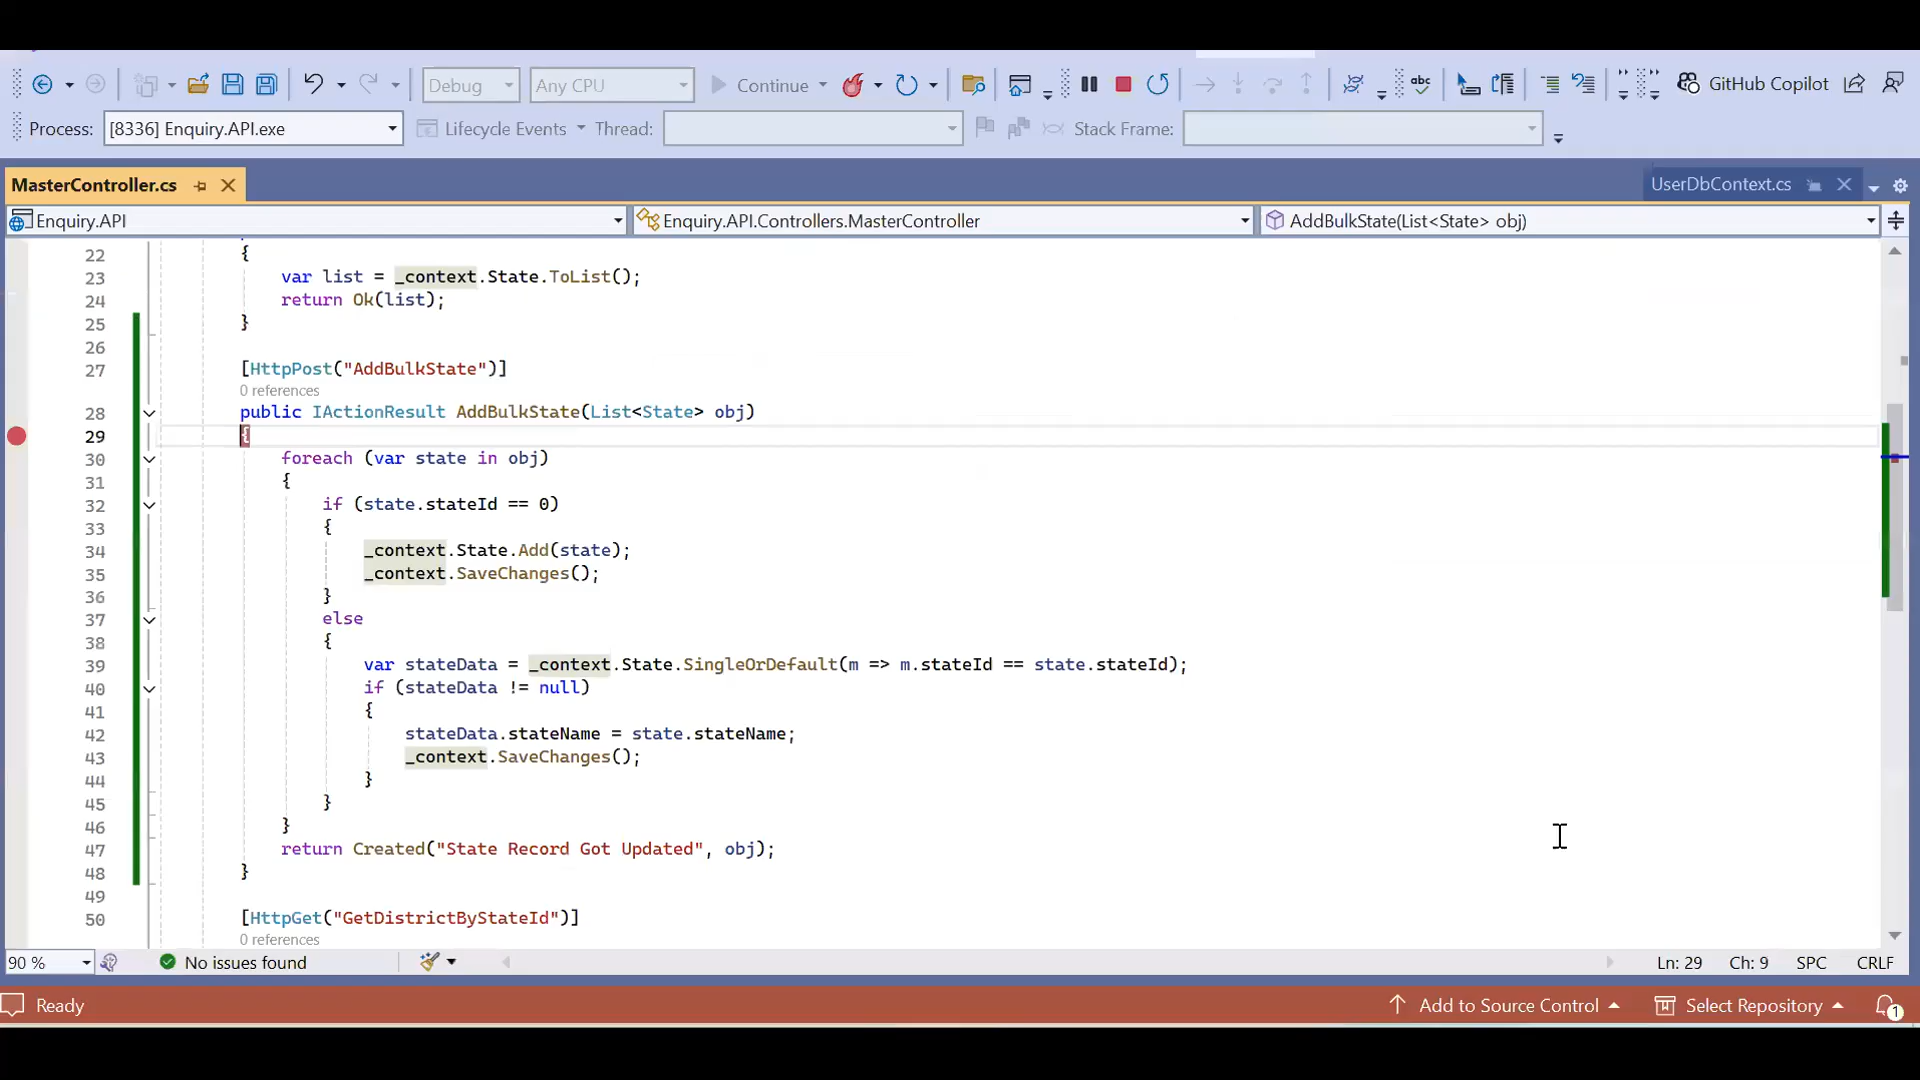 Debug Any CPU Continue GitHub Copilot
Process: [8336] Enquiry.API.exe Lifecycle Events Thread: Stack Frame:
MasterController.cs UserDbContext.cs
Enquiry.API Enquiry.API.Controllers.MasterController AddBulkState(List<State> obj)
22 {
23 var list = _context.State.ToList();
24 return Ok(list);
25 }
26
27 [HttpPost("AddBulkState")]
0 references
28 public IActionResult AddBulkState(List<State> obj)
29 {
30 foreach (var state in obj)
31 {
32 if (state.stateId == 0)
33 {
34 _context.State.Add(state);
35 _context.SaveChanges();
36 }
37 else
38 {
39 var stateData = _context.State.SingleOrDefault(m => m.stateId == state.stateId);
40 if (stateData != null)
41 {
42 stateData.stateName = state.stateName;
43 _context.SaveChanges();
44 }
45 }
46 }
47 return Created("State Record Got Updated", obj);
48 }
49
50 [HttpGet("GetDistrictByStateId")]
0 references
90 % No issues found Ln: 29 Ch: 9 SPC CRLF
Ready Add to Source Control Select Repository 1